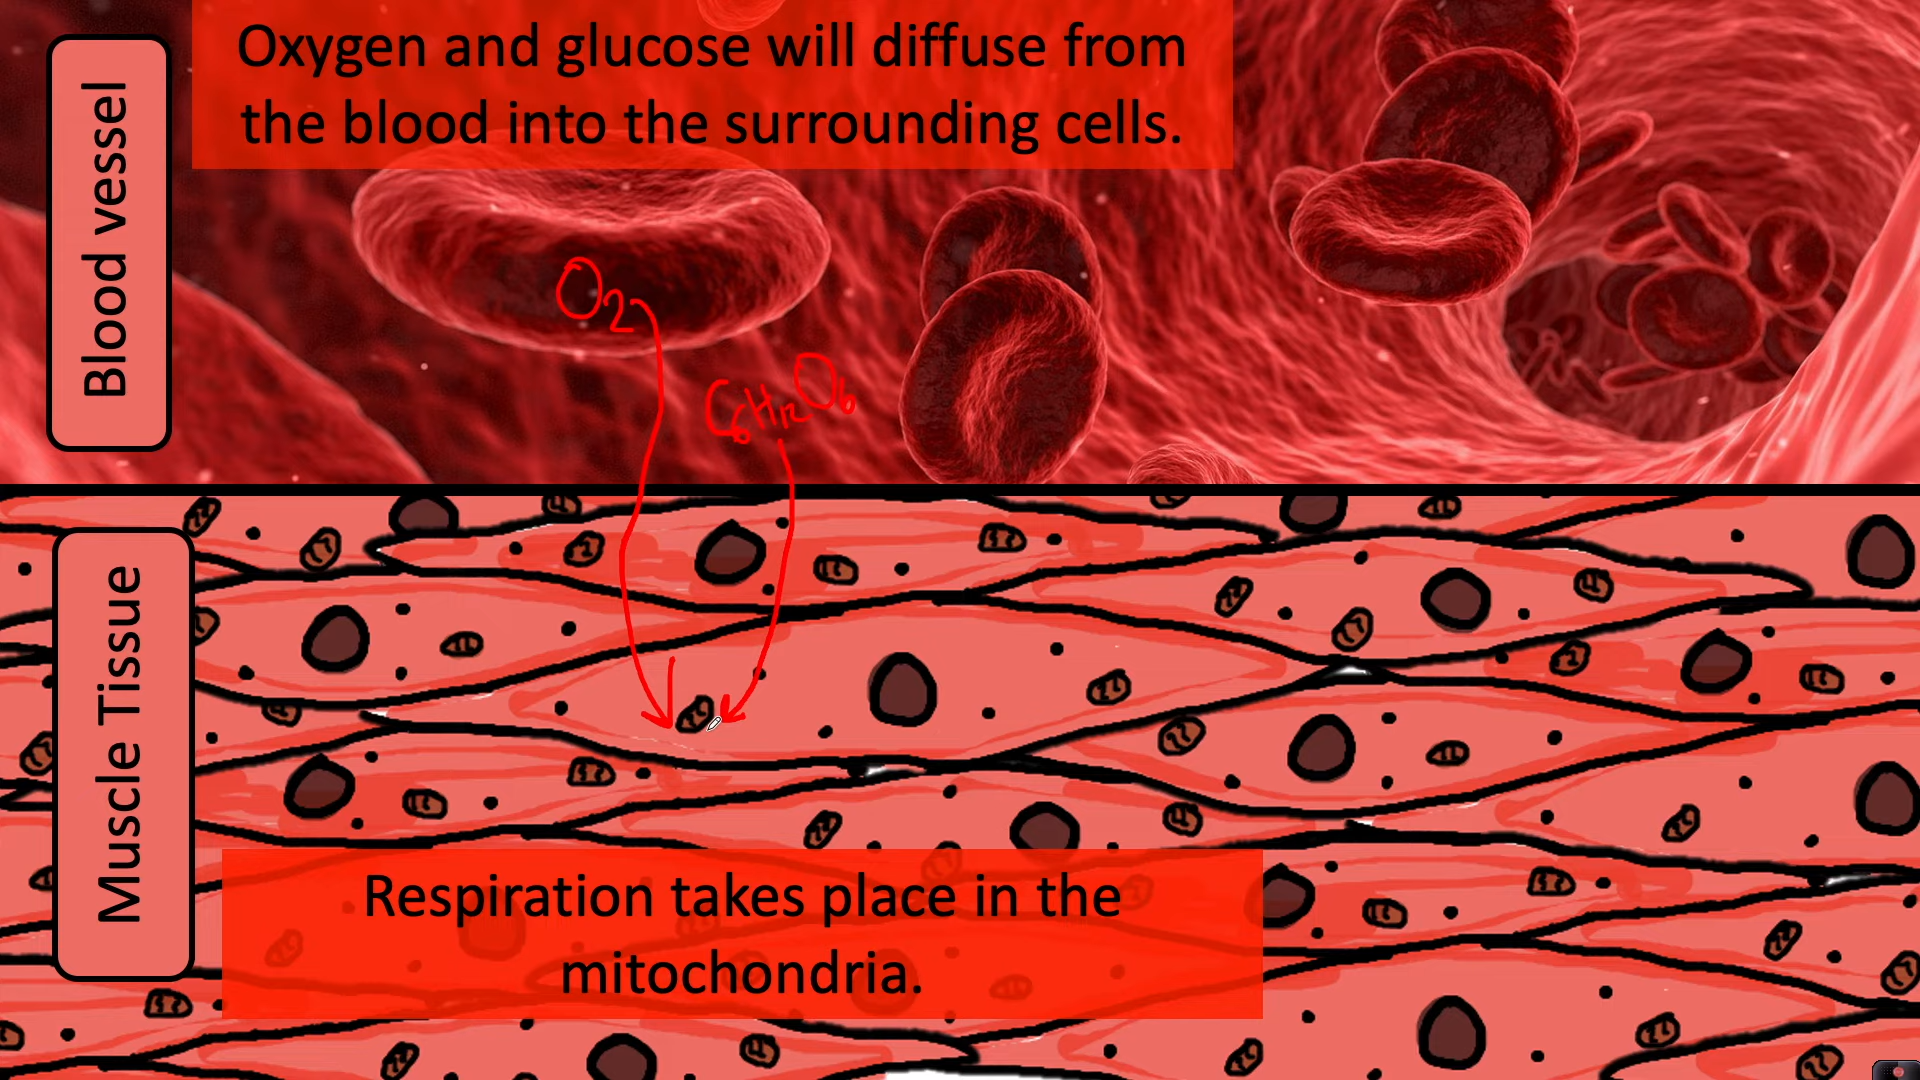 Oxygen and glucose will diffuse from
the blood into the surrounding cells.
Blood vessel
O2
C6H12O6
Muscle Tissue
Respiration takes place in the
mitochondria.